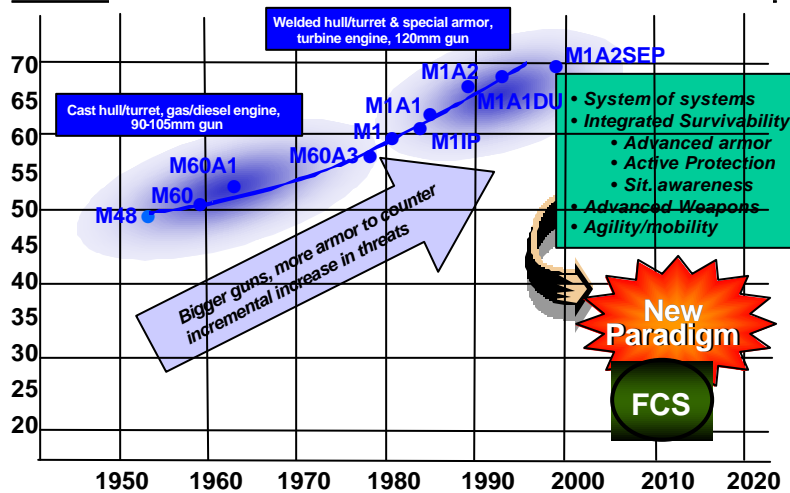 Welded hull/turret & special armor,
turbine engine, 120mm gun
70
65
60
55
50
45
40
35
30
25
20
Cast hull/turret, gas/diesel engine,
90-105mm gun
M1A2SEP
M1A2
M1A1DU
M1A1
M1
M1IP
M60A3
M60A1
M60
M48
• System of systems
• Integrated Survivability
• Advanced armor
• Active Protection
• Sit. awareness
• Advanced Weapons
• Agility/mobility
Bigger guns, more armor to counter
incremental increase in threats
New
Paradigm
FCS
1950 1960 1970 1980 1990 2000 2010 2020